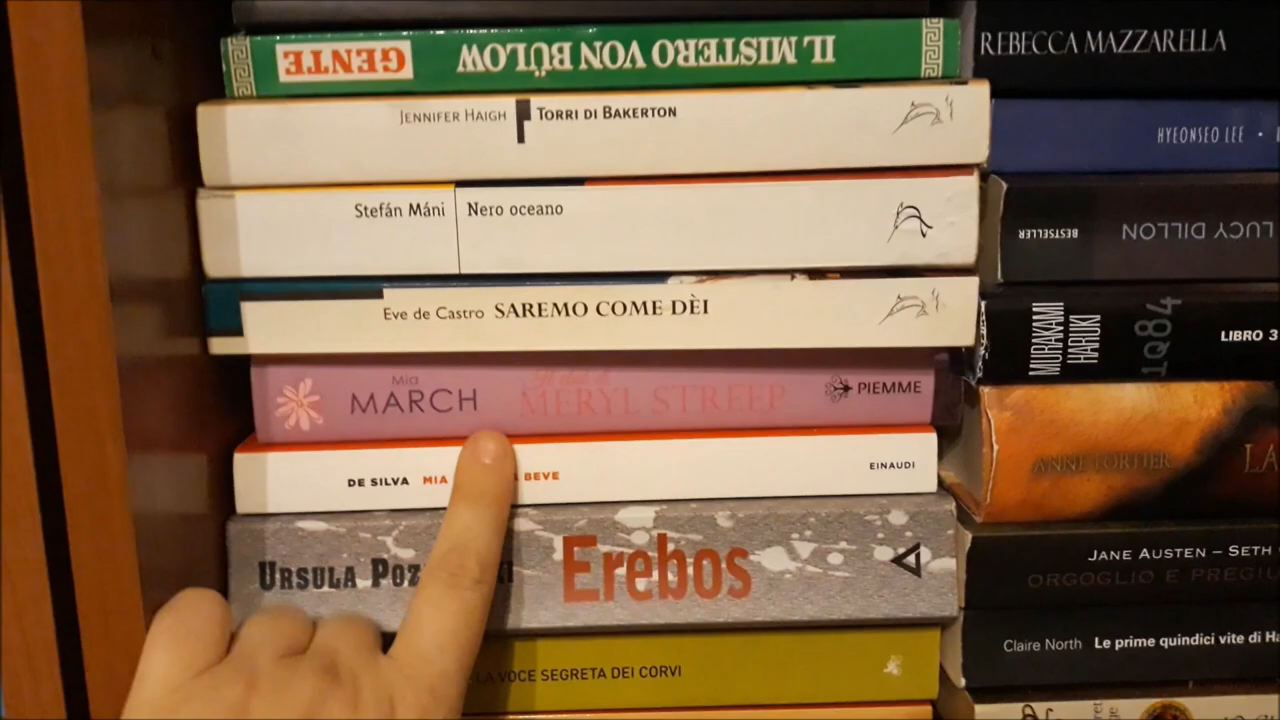 GENTE IL MISTERO VON BÜLOW
JENNIFER HAIGH TORRI DI BAKERTON
Stefán Máni Nero oceano
Eve de Castro SAREMO COME DÈI
Mia
MARCH MERYL STREEP PIEMME
DE SILVA MIA BEVE EINAUDI
URSULA POZ Erebos
LA VOCE SEGRETA DEI CORVI
REBECCA MAZZARELLA
HYEONSEO LEE •
BESTSELLER LUCY DILLON
MURAKAMI
HARUKI
1Q84
LIBRO 3
ANNE FORTIER LA
JANE AUSTEN – SETH
ORGOGLIO E PREGIU
Claire North Le prime quindici vite di Ha